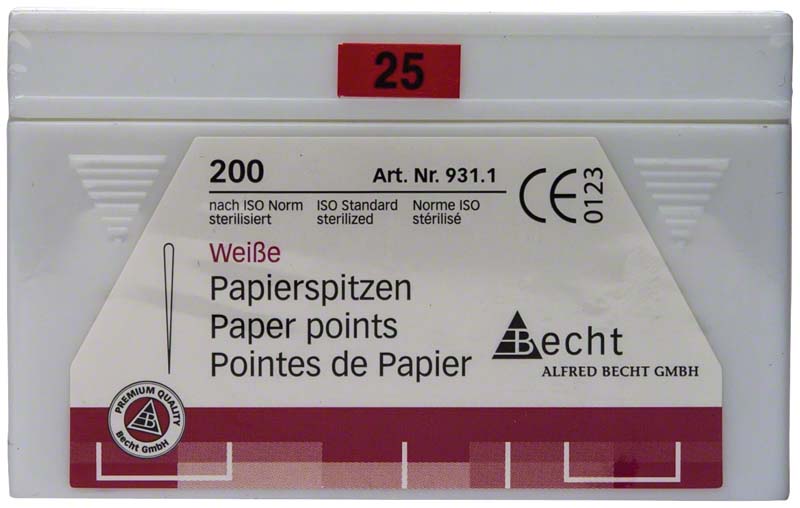 25
200 Art. Nr. 931.1
nach ISO Norm ISO Standard Norme ISO
sterilisiert sterilized stérilisé
CE 0123
Weiße
Papierspitzen
Paper points
Pointes de Papier
B
Becht
ALFRED BECHT GMBH
PREMIUM QUALITY
B
Becht GmbH